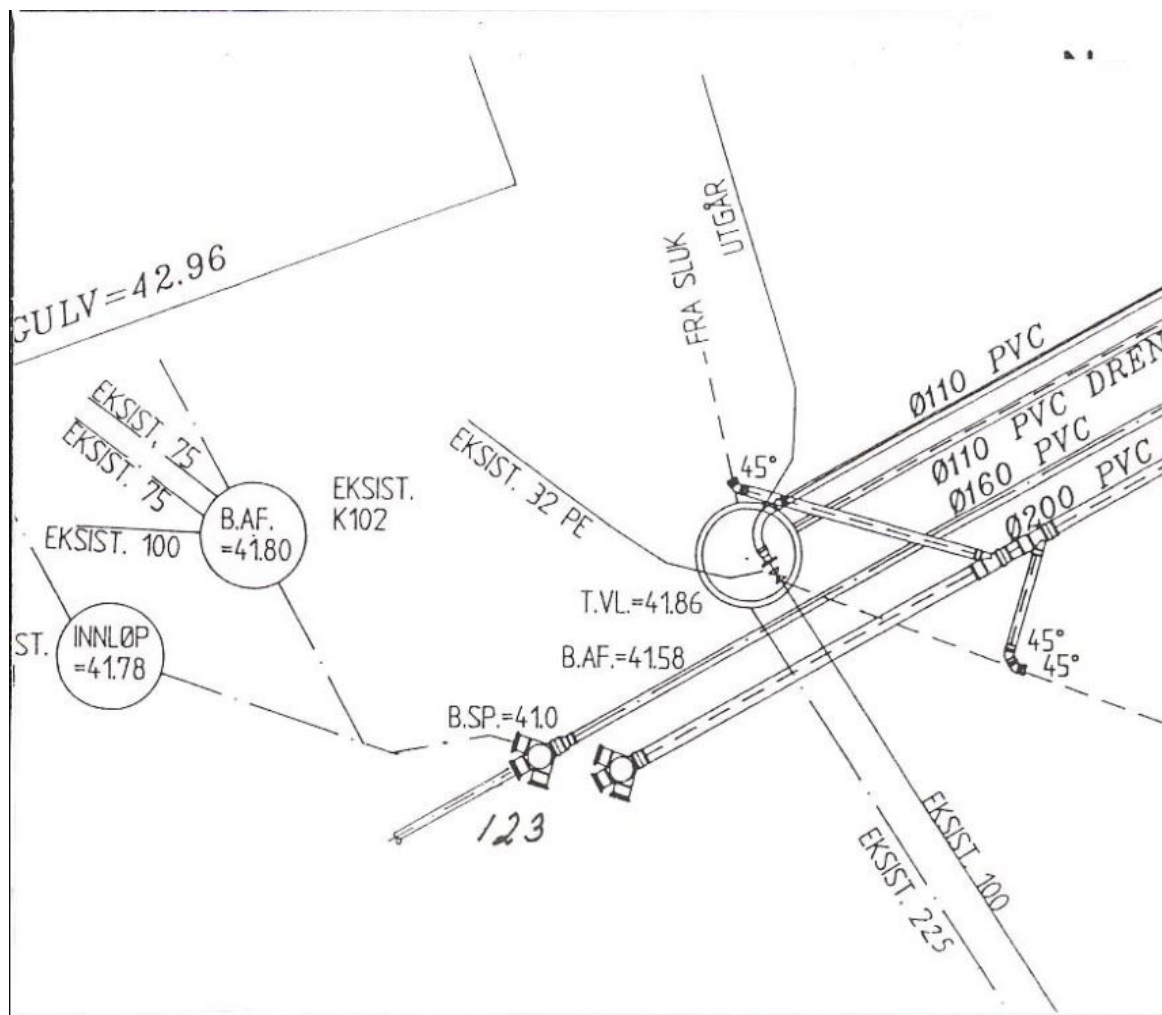 GULV=42.96
UTGÅR
FRA SLUK
Ø110 PVC
Ø110 PVC DREN
Ø160 PVC
Ø200 PVC
EKSIST. 75
EKSIST. 75
EKSIST. 32 PE
45°
EKSIST.
K102
B.AF.
=41.80
EKSIST. 100
T.VL.=41.86
INNLØP
=41.78
ST.
B.AF.=41.58
45°
45°
B.SP.=41.0
123
EKSIST. 100
EKSIST. 225